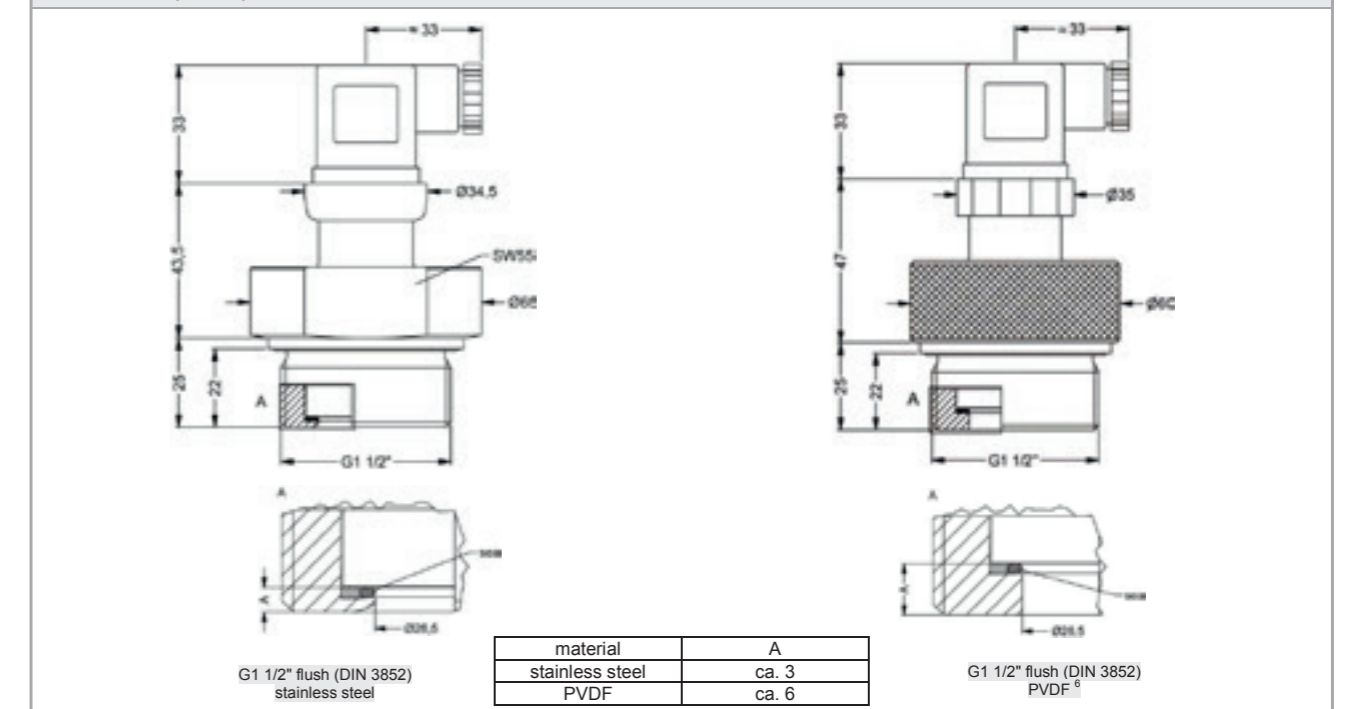 ≈ 33
33
Ø34,5
43,5
SW55
25
22
A
G1 1/2"
A
A
Ø26,5
G1 1/2" flush (DIN 3852)
stainless steel
≈ 33
33
Ø35
47
25
22
A
G1 1/2"
A
A
Ø26,5
G1 1/2" flush (DIN 3852)
PVDF 6
material A
stainless steel ca. 3
PVDF ca. 6